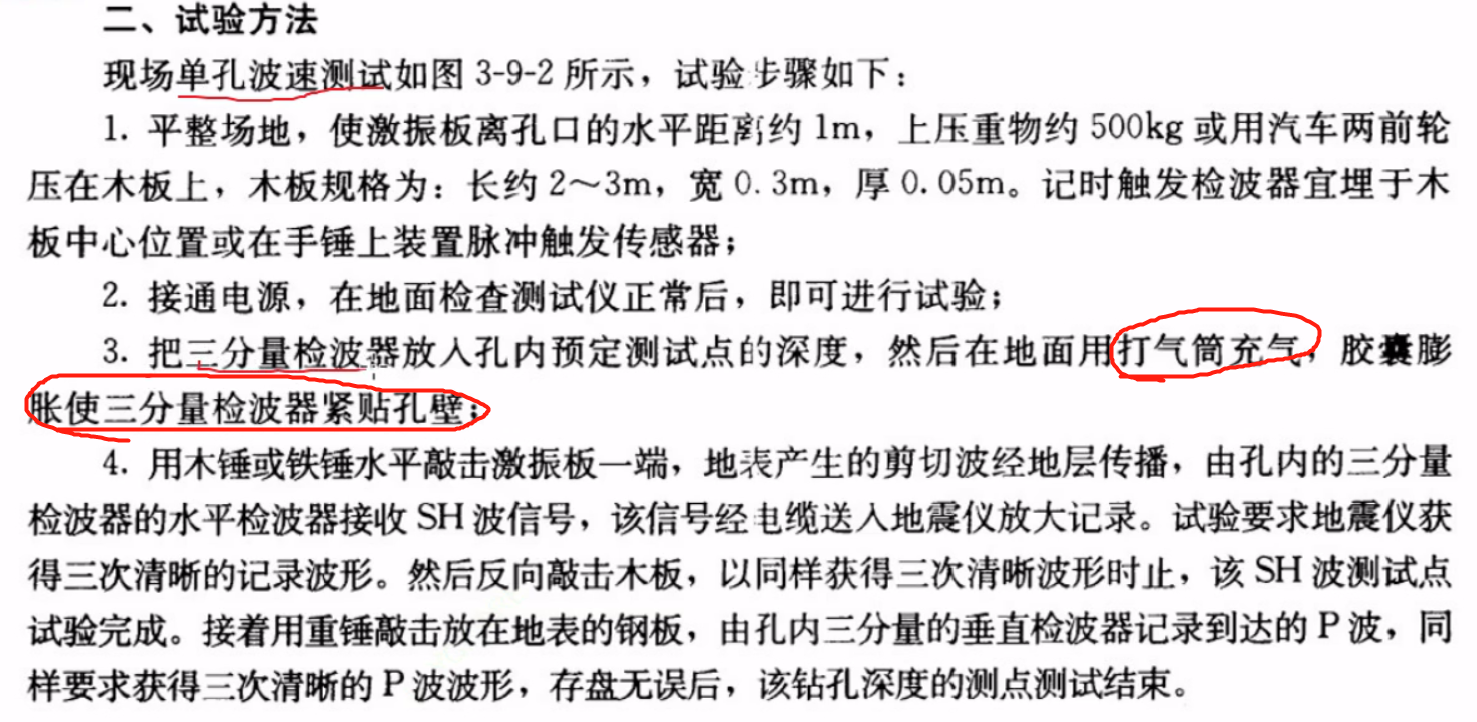 二、试验方法
现场单孔波速测试如图 3-9-2 所示，试验步骤如下：
1. 平整场地，使激振板离孔口的水平距离约 1m，上压重物约 500kg 或用汽车两前轮
压在木板上，木板规格为：长约 2～3m，宽 0.3m，厚 0.05m。记时触发检波器宜埋于木
板中心位置或在手锤上装置脉冲触发传感器；
2. 接通电源，在地面检查测试仪正常后，即可进行试验；
3. 把三分量检波器放入孔内预定测试点的深度，然后在地面用打气筒充气，胶囊膨
胀使三分量检波器紧贴孔壁；
4. 用木锤或铁锤水平敲击激振板一端，地表产生的剪切波经地层传播，由孔内的三分量
检波器的水平检波器接收 SH 波信号，该信号经电缆送入地震仪放大记录。试验要求地震仪获
得三次清晰的记录波形。然后反向敲击木板，以同样获得三次清晰波形时止，该 SH 波测试点
试验完成。接着用重锤敲击放在地表的钢板，由孔内三分量的垂直检波器记录到达的 P 波，同
样要求获得三次清晰的 P 波波形，存盘无误后，该钻孔深度的测点测试结束。